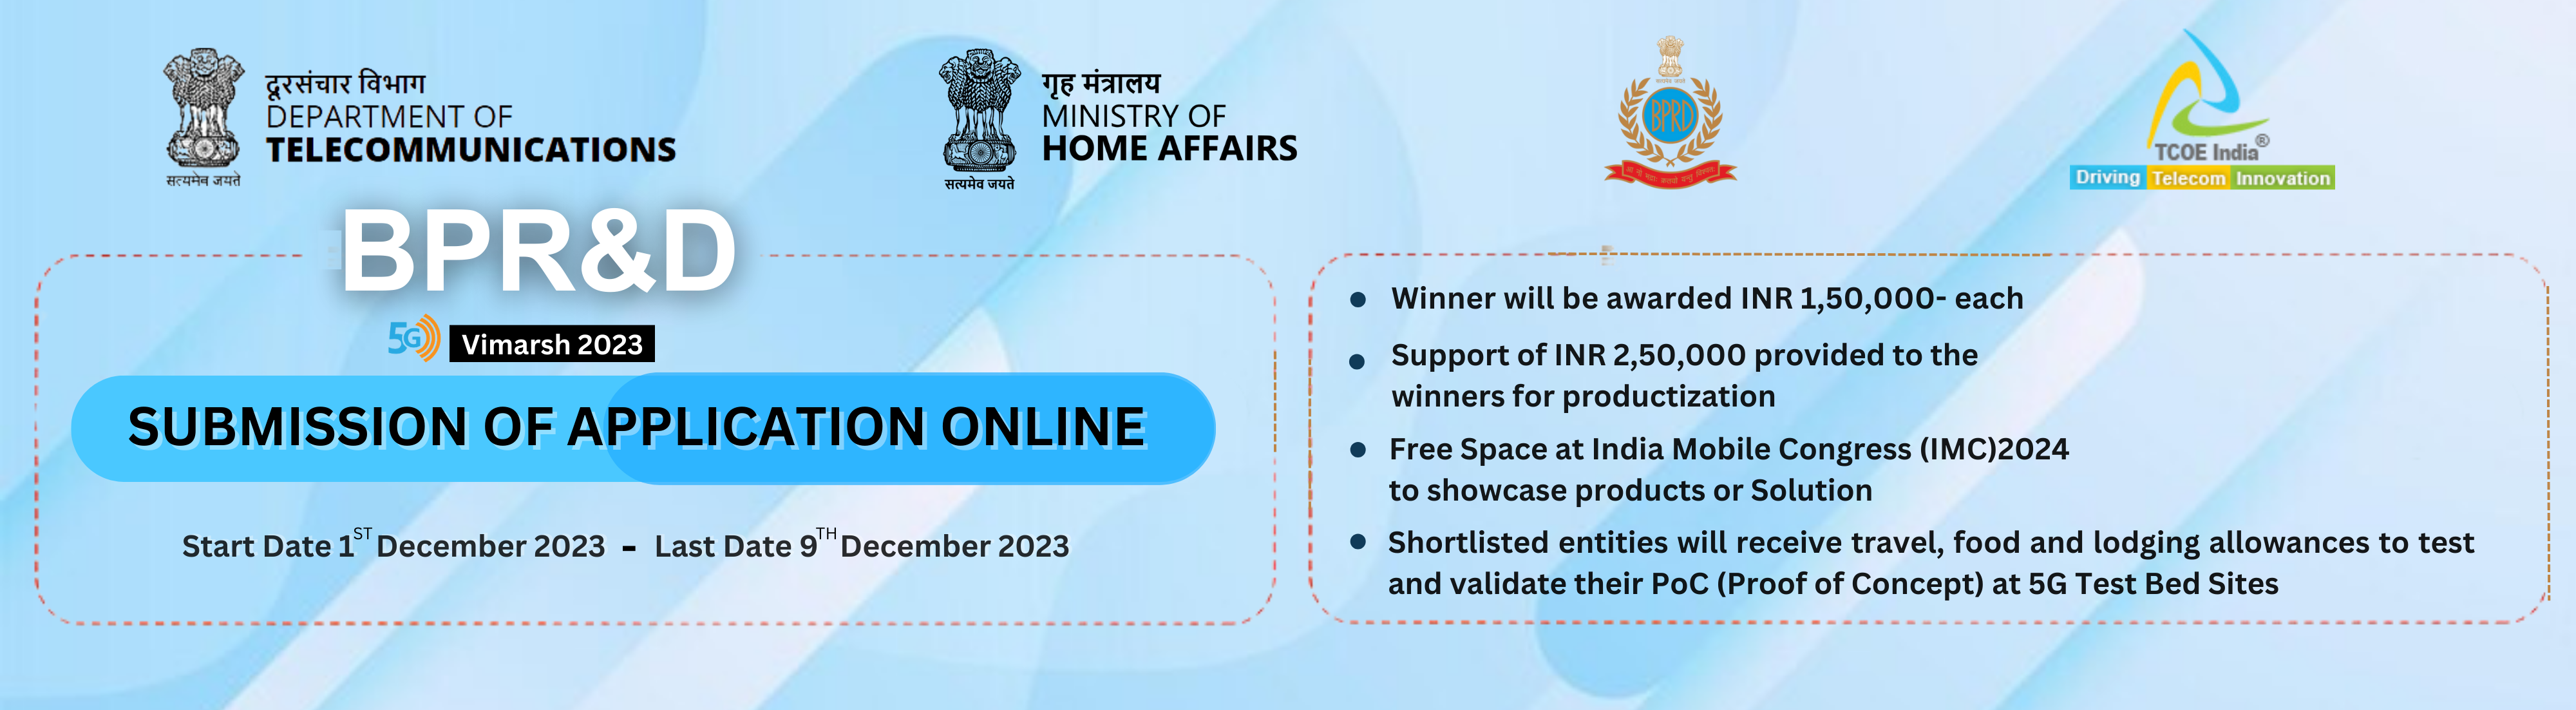 दूरसंचार विभाग
DEPARTMENT OF
TELECOMMUNICATIONS
सत्यमेव जयते
गृह मंत्रालय
MINISTRY OF
HOME AFFAIRS
सत्यमेव जयते
BPRD
TCOE India®
Driving Telecom Innovation
BPR&D
5G Vimarsh 2023
SUBMISSION OF APPLICATION ONLINE
Start Date 1ST December 2023 - Last Date 9TH December 2023
Winner will be awarded INR 1,50,000- each
Support of INR 2,50,000 provided to the
winners for productization
Free Space at India Mobile Congress (IMC)2024
to showcase products or Solution
Shortlisted entities will receive travel, food and lodging allowances to test
and validate their PoC (Proof of Concept) at 5G Test Bed Sites